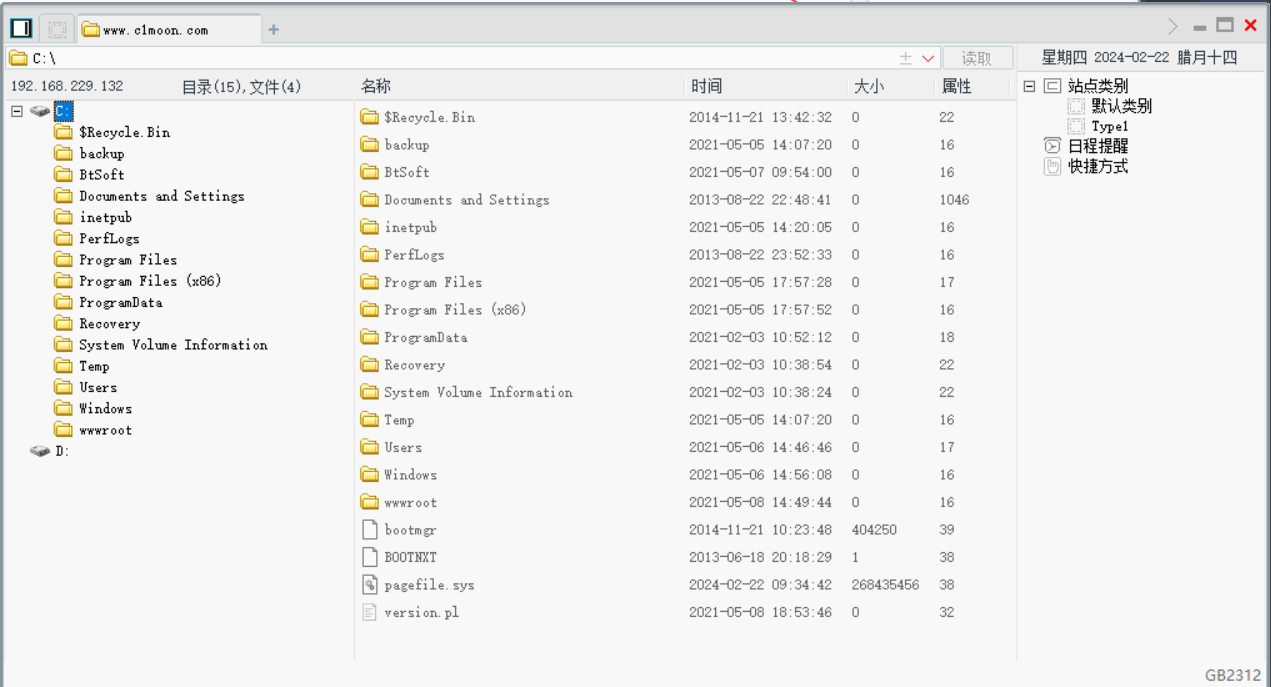 www.c1moon.com
C:\
读取
星期四 2024-02-22 腊月十四
192.168.229.132 目录(15),文件(4)
名称 时间 大小 属性
C:
$Recycle.Bin
backup
BtSoft
Documents and Settings
inetpub
PerfLogs
Program Files
Program Files (x86)
ProgramData
Recovery
System Volume Information
Temp
Users
Windows
wwwroot
D:
$Recycle.Bin 2014-11-21 13:42:32 0 22
backup 2021-05-05 14:07:20 0 16
BtSoft 2021-05-07 09:54:00 0 16
Documents and Settings 2013-08-22 22:48:41 0 1046
inetpub 2021-05-05 14:20:05 0 16
PerfLogs 2013-08-22 23:52:33 0 16
Program Files 2021-05-05 17:57:28 0 17
Program Files (x86) 2021-05-05 17:57:52 0 16
ProgramData 2021-02-03 10:52:12 0 18
Recovery 2021-02-03 10:38:54 0 22
System Volume Information 2021-02-03 10:38:24 0 22
Temp 2021-05-05 14:07:20 0 16
Users 2021-05-06 14:46:46 0 17
Windows 2021-05-06 14:56:08 0 16
wwwroot 2021-05-08 14:49:44 0 16
bootmgr 2014-11-21 10:23:48 404250 39
BOOTNXT 2013-06-18 20:18:29 1 38
pagefile.sys 2024-02-22 09:34:42 268435456 38
version.pl 2021-05-08 18:53:46 0 32
站点类别
默认类别
Type1
日程提醒
快捷方式
GB2312